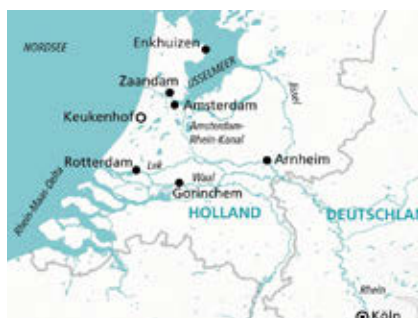 NORDSEE
Enkhuizen
IJSSELMEER
Zaandam
Amsterdam
Keukenhof
Amsterdam-
Rhein-Kanal
IJssel
Rotterdam
Lek
Arnheim
Waal
Gorinchem
Rhein-Maas-Delta
HOLLAND
DEUTSCHLAN
Rhein
Köln